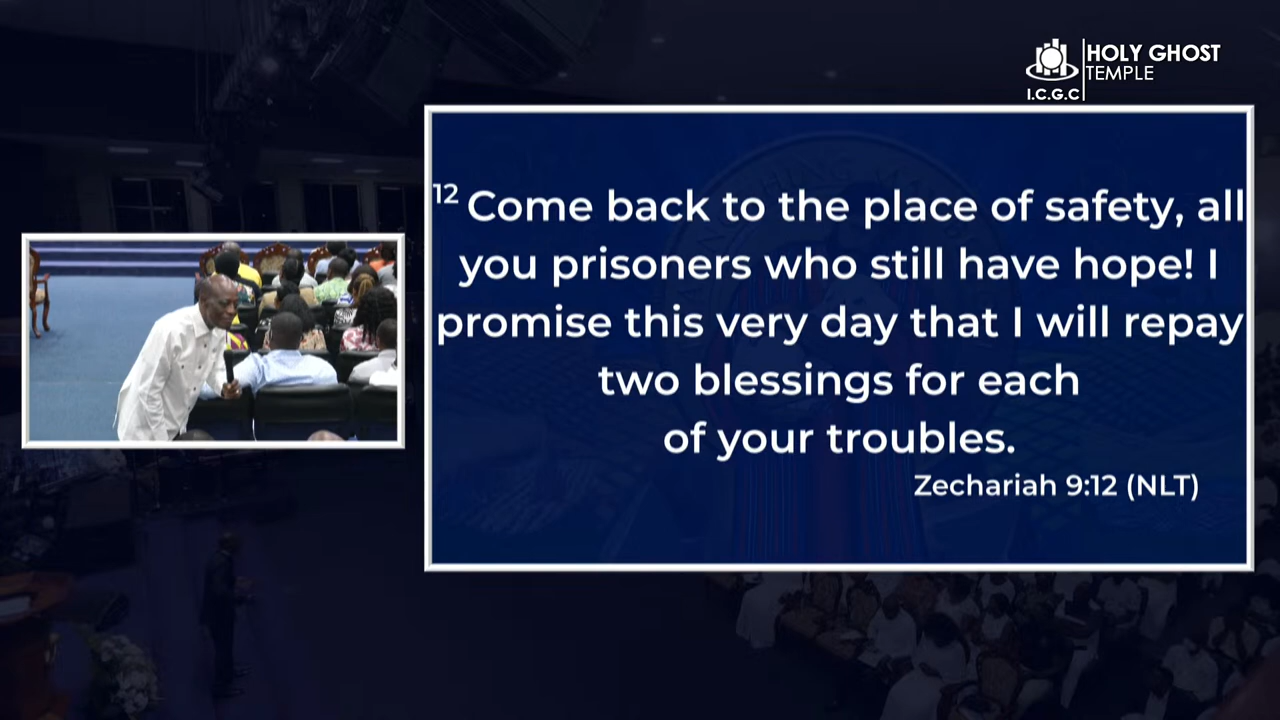 HOLY GHOST
TEMPLE
I.C.G.C
12 Come back to the place of safety, all
you prisoners who still have hope! I
promise this very day that I will repay
two blessings for each
of your troubles.
Zechariah 9:12 (NLT)